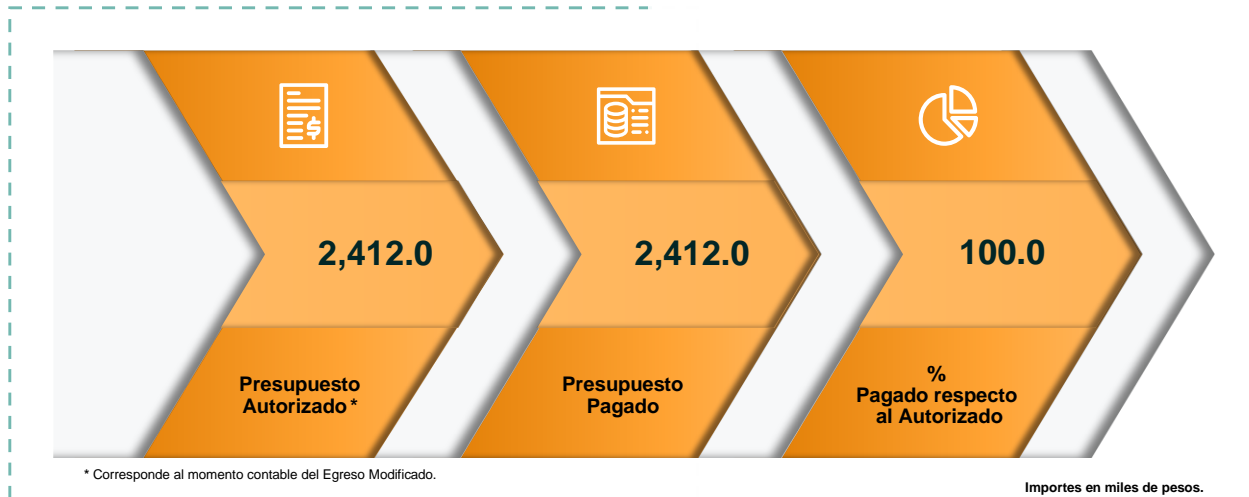 2,412.0
2,412.0
100.0
Presupuesto
Autorizado *
Presupuesto
Pagado
%
Pagado respecto
al Autorizado
* Corresponde al momento contable del Egreso Modificado.
Importes en miles de pesos.